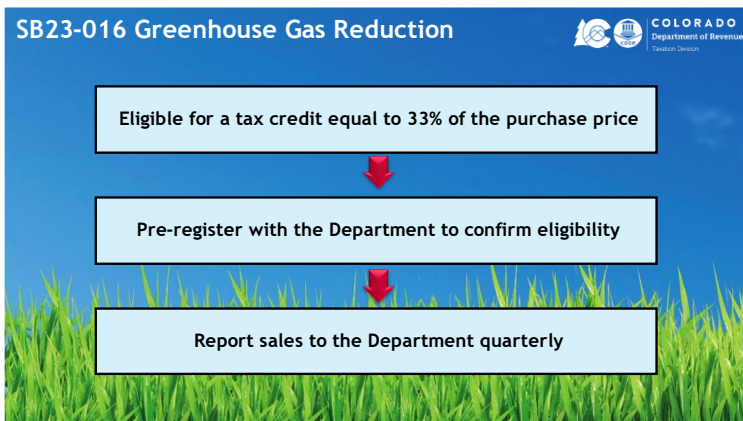 SB23-016 Greenhouse Gas Reduction
COLORADO
Department of Revenue
Taxation Division
CDOR
Eligible for a tax credit equal to 33% of the purchase price
Pre-register with the Department to confirm eligibility
Report sales to the Department quarterly